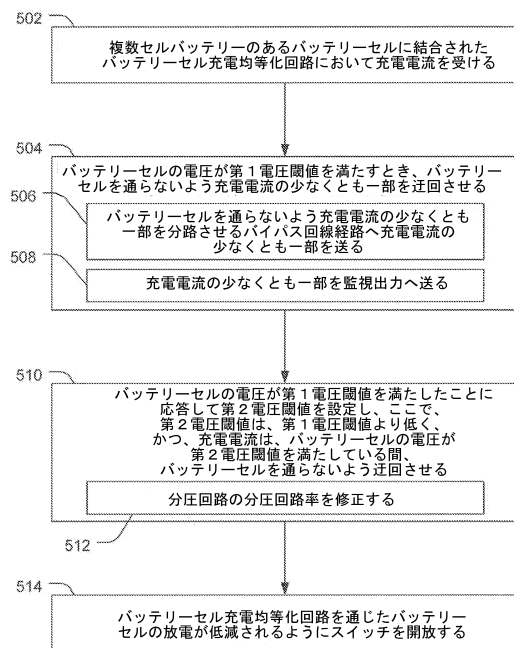 502
複数セルバッテリーのあるバッテリーセルに結合された
バッテリーセル充電均等化回路において充電電流を受ける
504
バッテリーセルの電圧が第1電圧閾値を満たすとき、バッテリー
セルを通らないよう充電電流の少なくとも一部を迂回させる
506
バッテリーセルを通らないよう充電電流の少なくとも
一部を分路させるバイパス回線経路へ充電電流の
少なくとも一部を送る
508
充電電流の少なくとも一部を監視出力へ送る
510
バッテリーセルの電圧が第1電圧閾値を満たしたことに
応答して第2電圧閾値を設定し、ここで、
第2電圧閾値は、第1電圧閾値より低く、
かつ、充電電流は、バッテリーセルの電圧が
第2電圧閾値を満たしている間、
バッテリーセルを通らないよう迂回させる
分圧回路の分圧回路率を修正する
512
514
バッテリーセル充電均等化回路を通じたバッテリー
セルの放電が低減されるようにスイッチを開放する